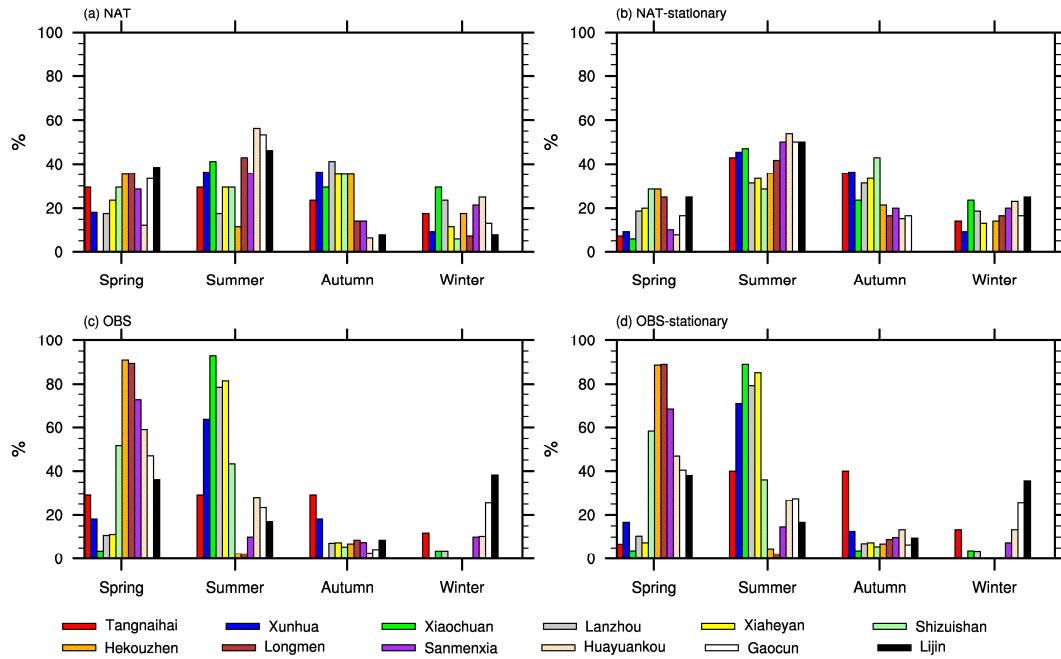 (a) NAT
(b) NAT-stationary
100
80
60
40
20
0
%
Spring Summer Autumn Winter
100
80
60
40
20
0
%
Spring Summer Autumn Winter
(c) OBS
(d) OBS-stationary
100
80
60
40
20
0
%
Spring Summer Autumn Winter
100
80
60
40
20
0
%
Spring Summer Autumn Winter
Tangnaihai Xunhua Xiaochuan Lanzhou Xiaheyan Shizuishan
Hekouzhen Longmen Sanmenxia Huayuankou Gaocun Lijin